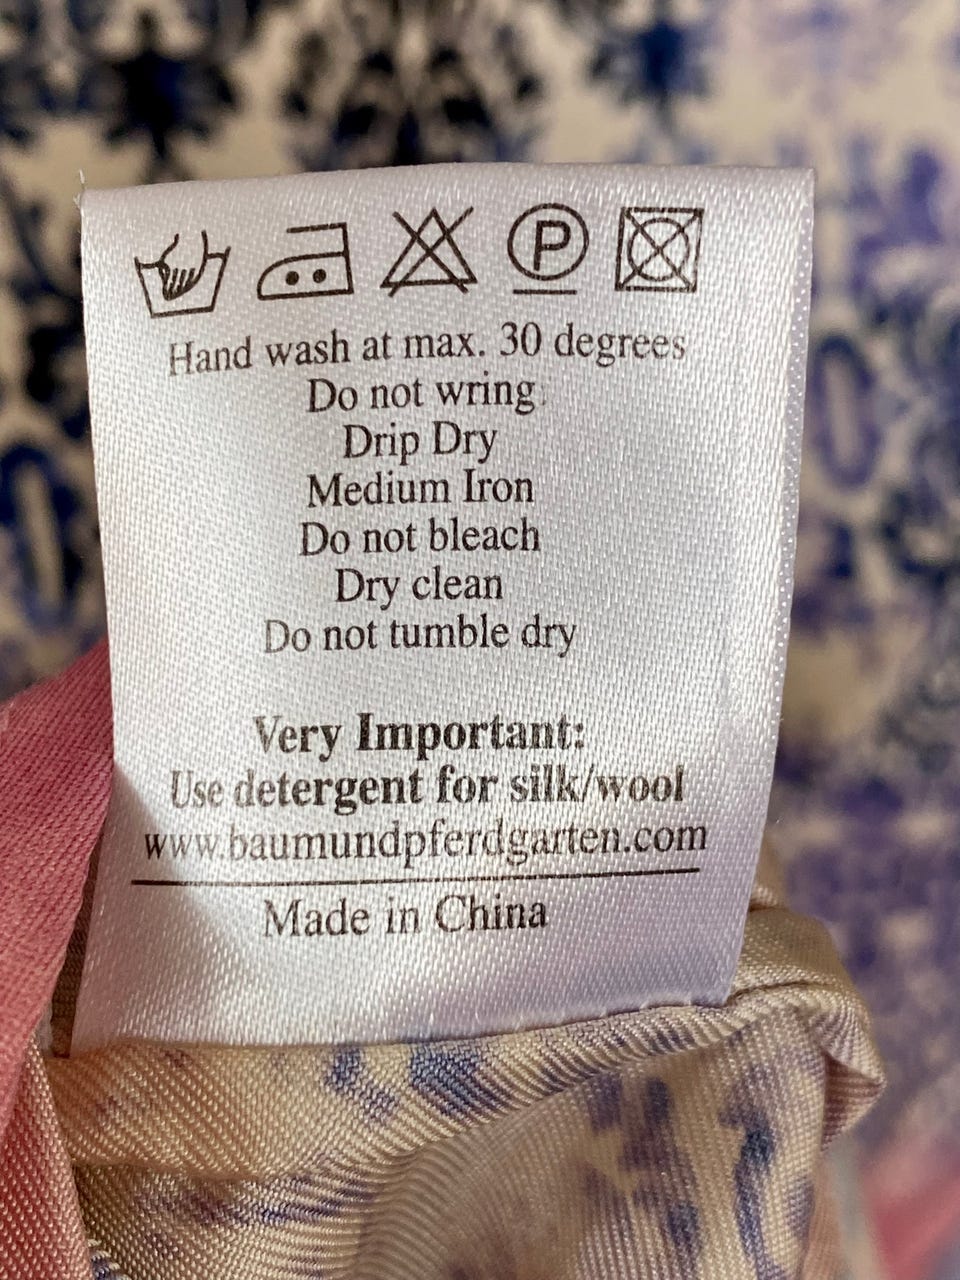 P
Hand wash at max. 30 degrees
Do not wring.
Drip Dry
Medium Iron
Do not bleach
Dry clean
Do not tumble dry
Very Important:
Use detergent for silk/wool
www.baumundpferdgarten.com
Made in China